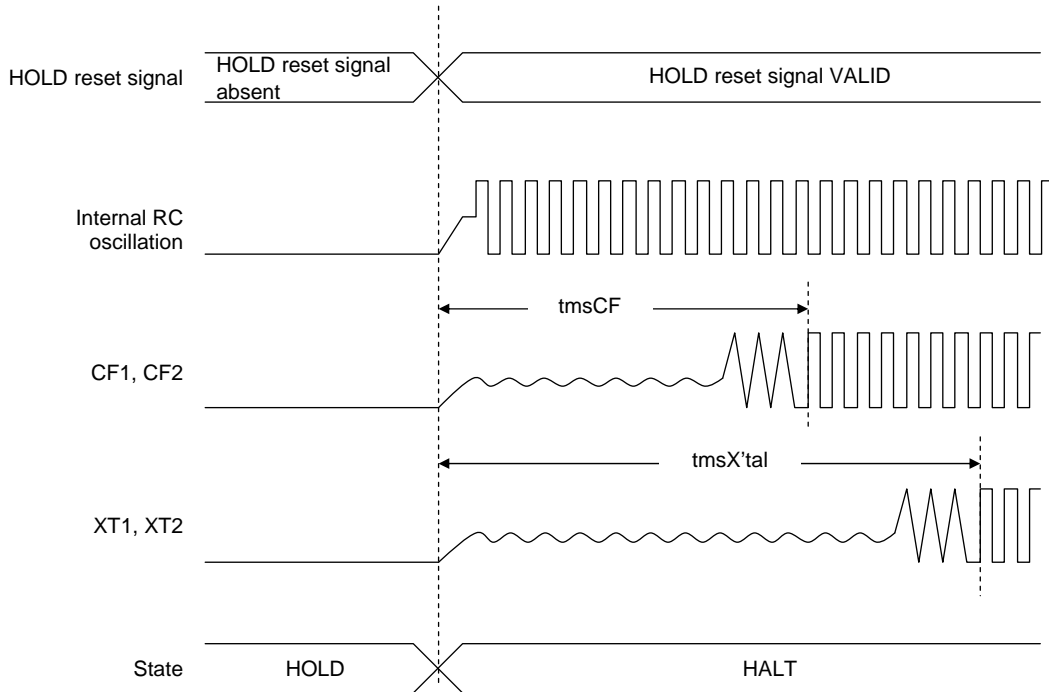 HOLD reset signal
HOLD reset signal
absent
HOLD reset signal VALID
Internal RC
oscillation
tmsCF
CF1, CF2
tmsX’tal
XT1, XT2
State
HOLD
HALT